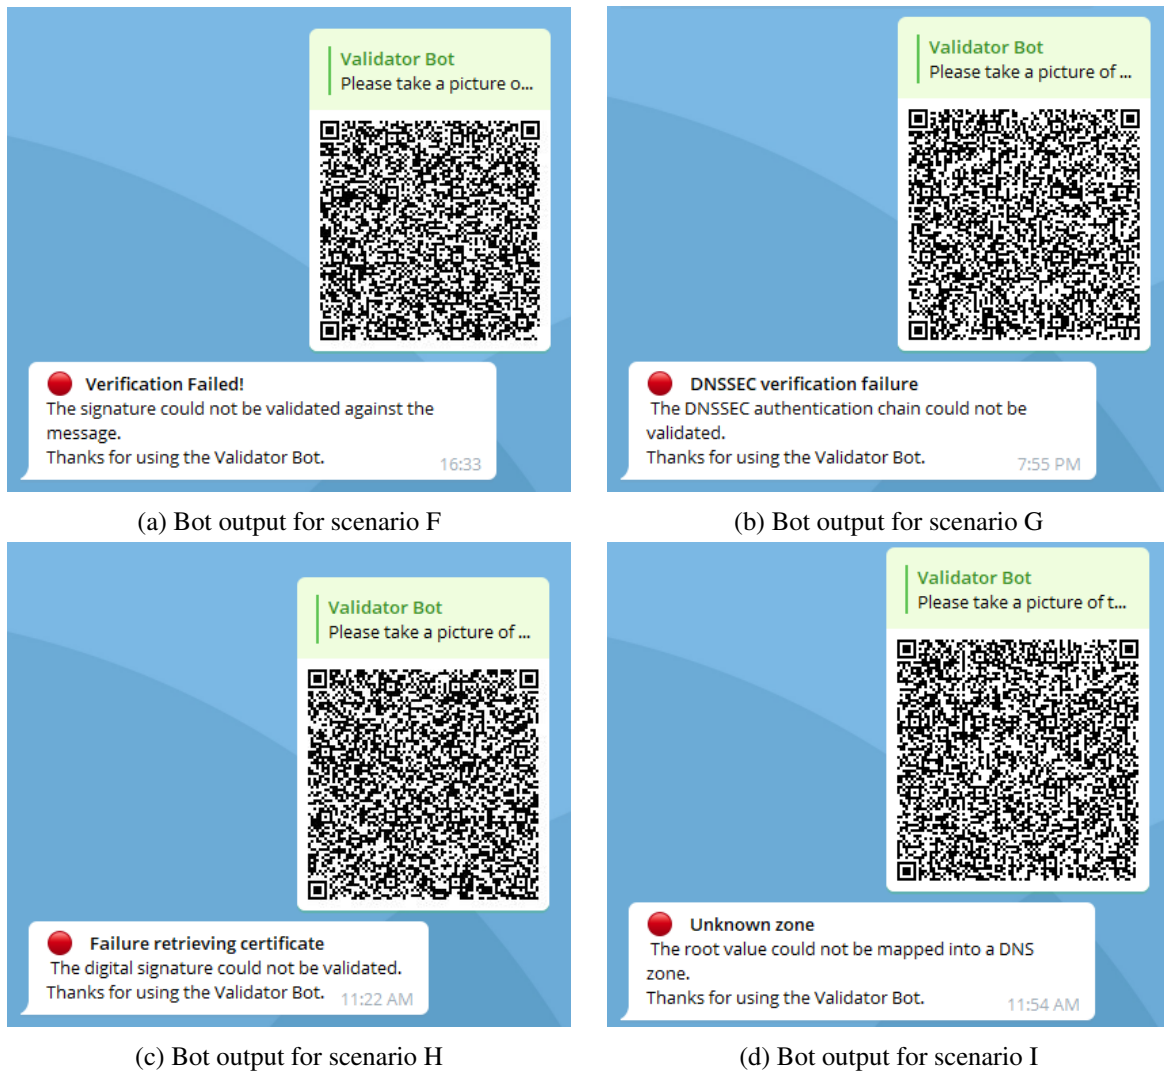 Validator Bot
Please take a picture o...
Verification Failed!
The signature could not be validated against the
message.
Thanks for using the Validator Bot.
16:33
(a) Bot output for scenario F
Validator Bot
Please take a picture of ...
DNSSEC verification failure
The DNSSEC authentication chain could not be
validated.
Thanks for using the Validator Bot.
7:55 PM
(b) Bot output for scenario G
Validator Bot
Please take a picture of ...
Failure retrieving certificate
The digital signature could not be validated.
Thanks for using the Validator Bot.
11:22 AM
(c) Bot output for scenario H
Validator Bot
Please take a picture of t...
Unknown zone
The root value could not be mapped into a DNS
zone.
Thanks for using the Validator Bot.
11:54 AM
(d) Bot output for scenario I